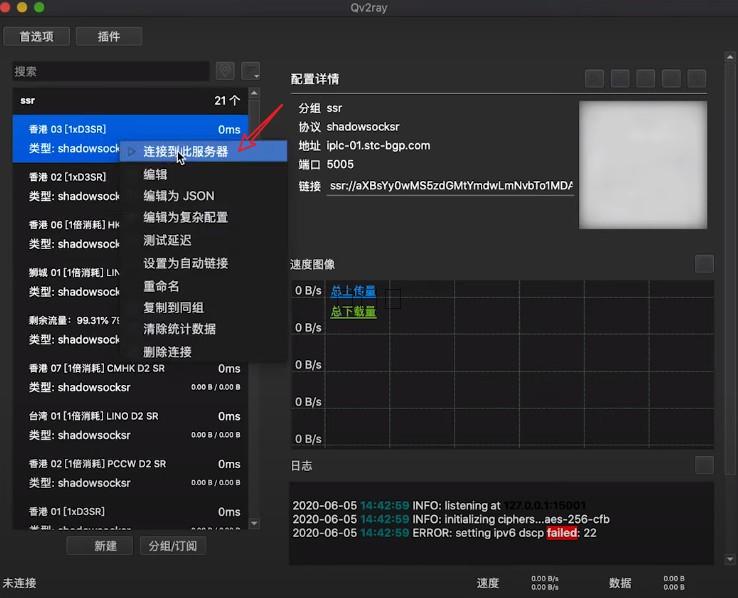 Qv2ray
首选项
插件
搜索
ssr
21 个
香港 03 [1xD3SR]
0ms
类型: shadowsock
香港 02 [1xD3SR]
类型: shadowsock
香港 06 [1倍消耗] HK
类型: shadowsock
狮城 01 [1倍消耗] LIN
类型: shadowsock
剩余流量：99.31%
类型: shadowsock
香港 07 [1倍消耗] CMHK D2 SR
0ms
类型: shadowsocksr
0.00 B / 0.00 B
台湾 01 [1倍消耗] LINO D2 SR
0ms
类型: shadowsocksr
0.00 B / 0.00 B
香港 02 [1倍消耗] PCCW D2 SR
0ms
类型: shadowsocksr
0.00 B / 0.00 B
香港 01 [1xD3SR]
0ms
新建
分组/订阅
未连接
连接到此服务器
编辑
编辑为 JSON
编辑为复杂配置
测试延迟
设置为自动链接
重命名
复制到同组
清除统计数据
删除连接
配置详情
分组 ssr
协议 shadowsocksr
地址 iplc-01.stc-bgp.com
端口 5005
链接 ssr://aXBsYy0wMS5zdGMtYmdwLmNvbTo1MDA
速度图像
0 B/s
总上传量
总下载量
0 B/s
0 B/s
0 B/s
0 B/s
日志
2020-06-05 14:42:59 INFO: listening at 127.0.0.1:15001
2020-06-05 14:42:59 INFO: initializing ciphers...aes-256-cfb
2020-06-05 14:42:59 ERROR: setting ipv6 dscp failed: 22
速度
0.00 B/s
0.00 B/s
数据
0.00 B
0.00 B